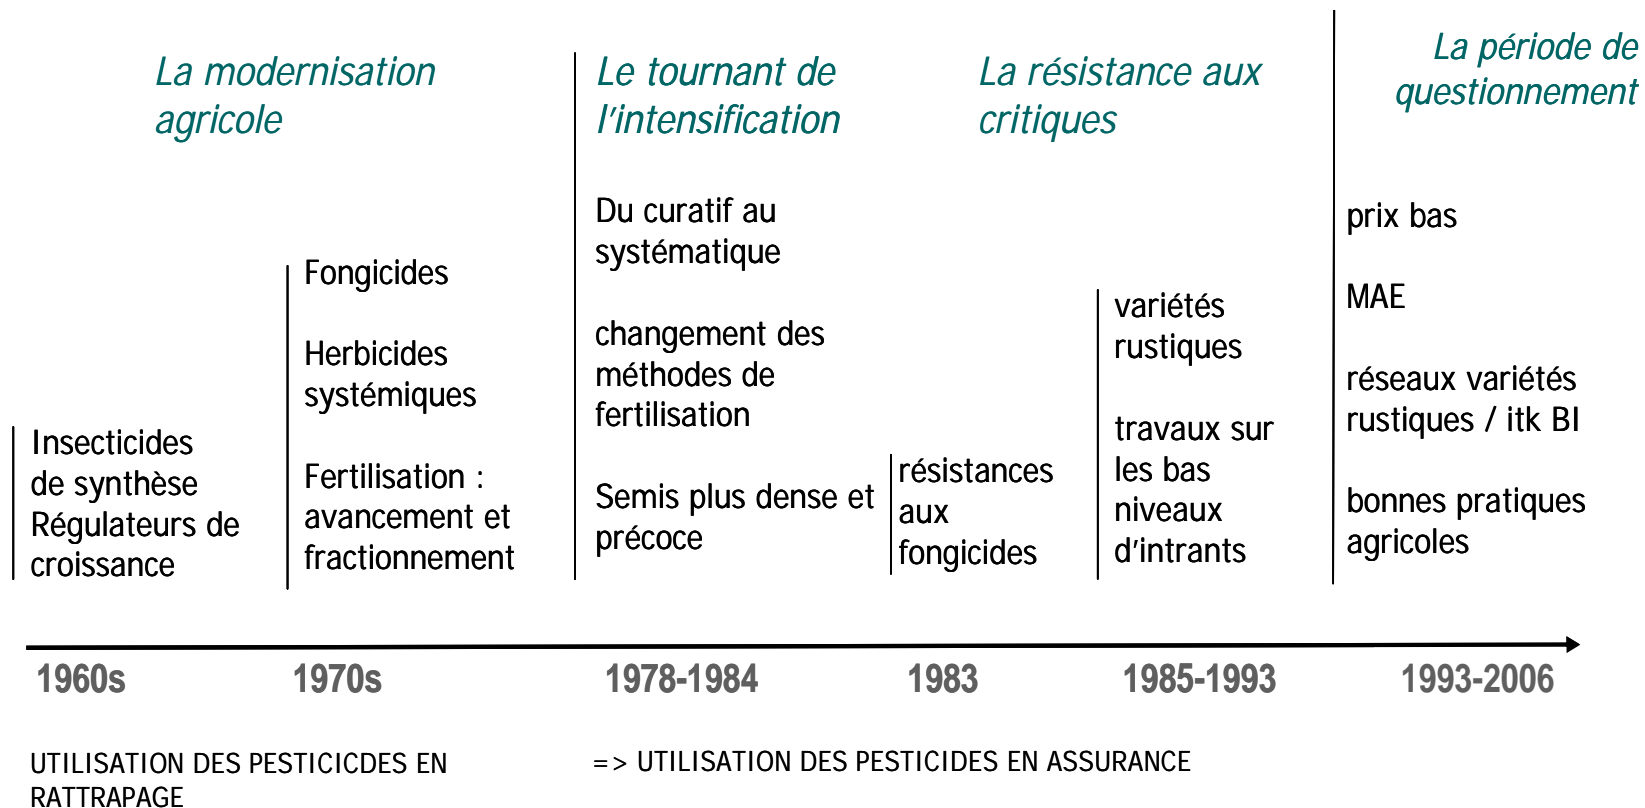 La modernisation
agricole
Le tournant de
l'intensification
La résistance aux
critiques
La période de
questionnement
Insecticides
de synthèse
Régulateurs de
croissance
Fongicides
Herbicides
systémiques
Fertilisation :
avancement et
fractionnement
Du curatif au
systématique
changement des
méthodes de
fertilisation
Semis plus dense et
précoce
résistances
aux
fongicides
variétés
rustiques
travaux sur
les bas
niveaux
d'intrants
prix bas
MAE
réseaux variétés
rustiques / itk BI
bonnes pratiques
agricoles
1960s
1970s
1978-1984
1983
1985-1993
1993-2006
UTILISATION DES PESTICICDES EN
RATTRAPAGE
=> UTILISATION DES PESTICIDES EN ASSURANCE